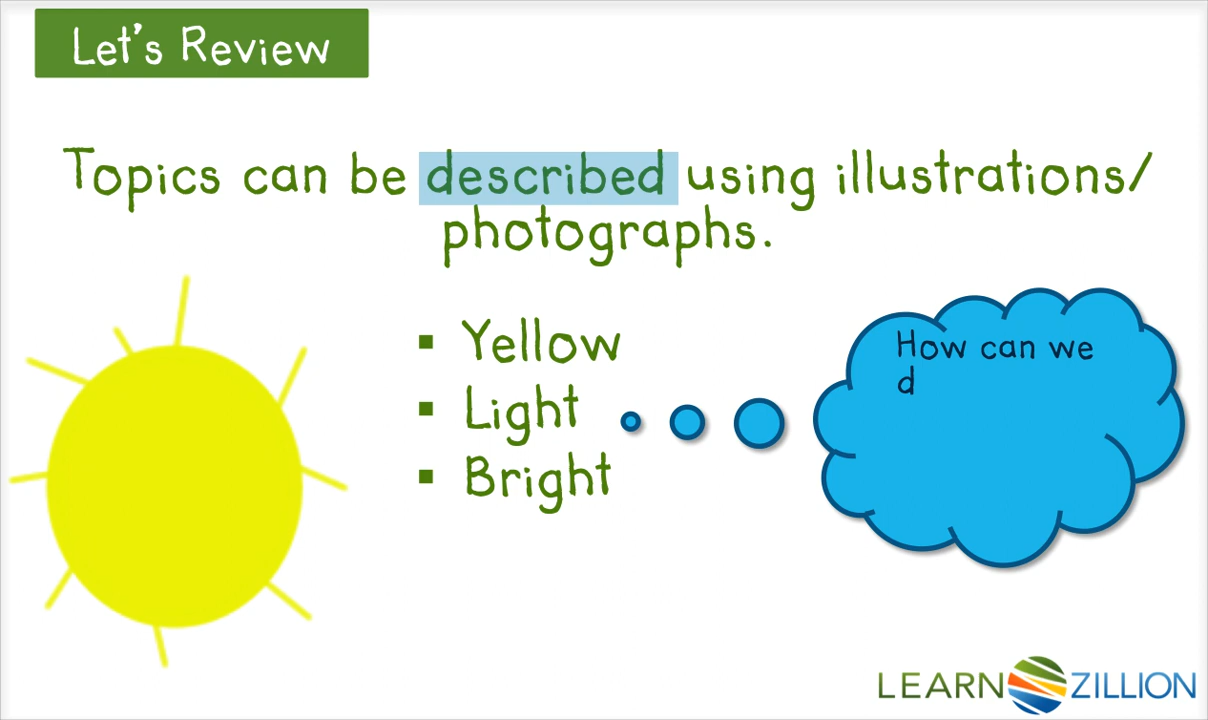 Let's Review
Topics can be described using illustrations/
photographs.
▪ Yellow
▪ Light
▪ Bright
How can we
d
LEARNZILLION